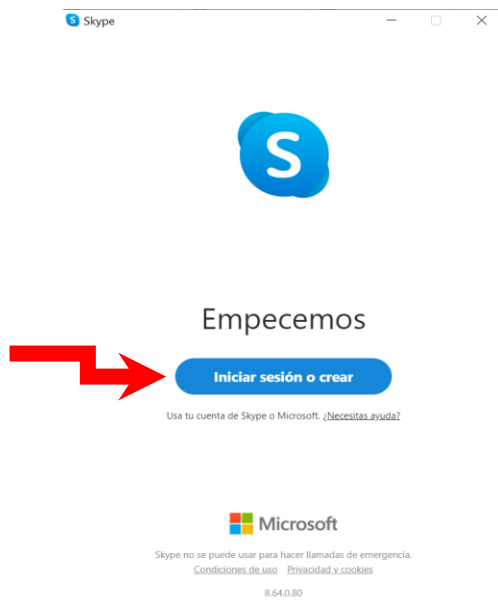 Skype
S
Empecemos
Iniciar sesión o crear
Usa tu cuenta de Skype o Microsoft. ¿Necesitas ayuda?
Microsoft
Skype no se puede usar para hacer llamadas de emergencia.
Condiciones de uso Privacidad y cookies
8.64.0.80